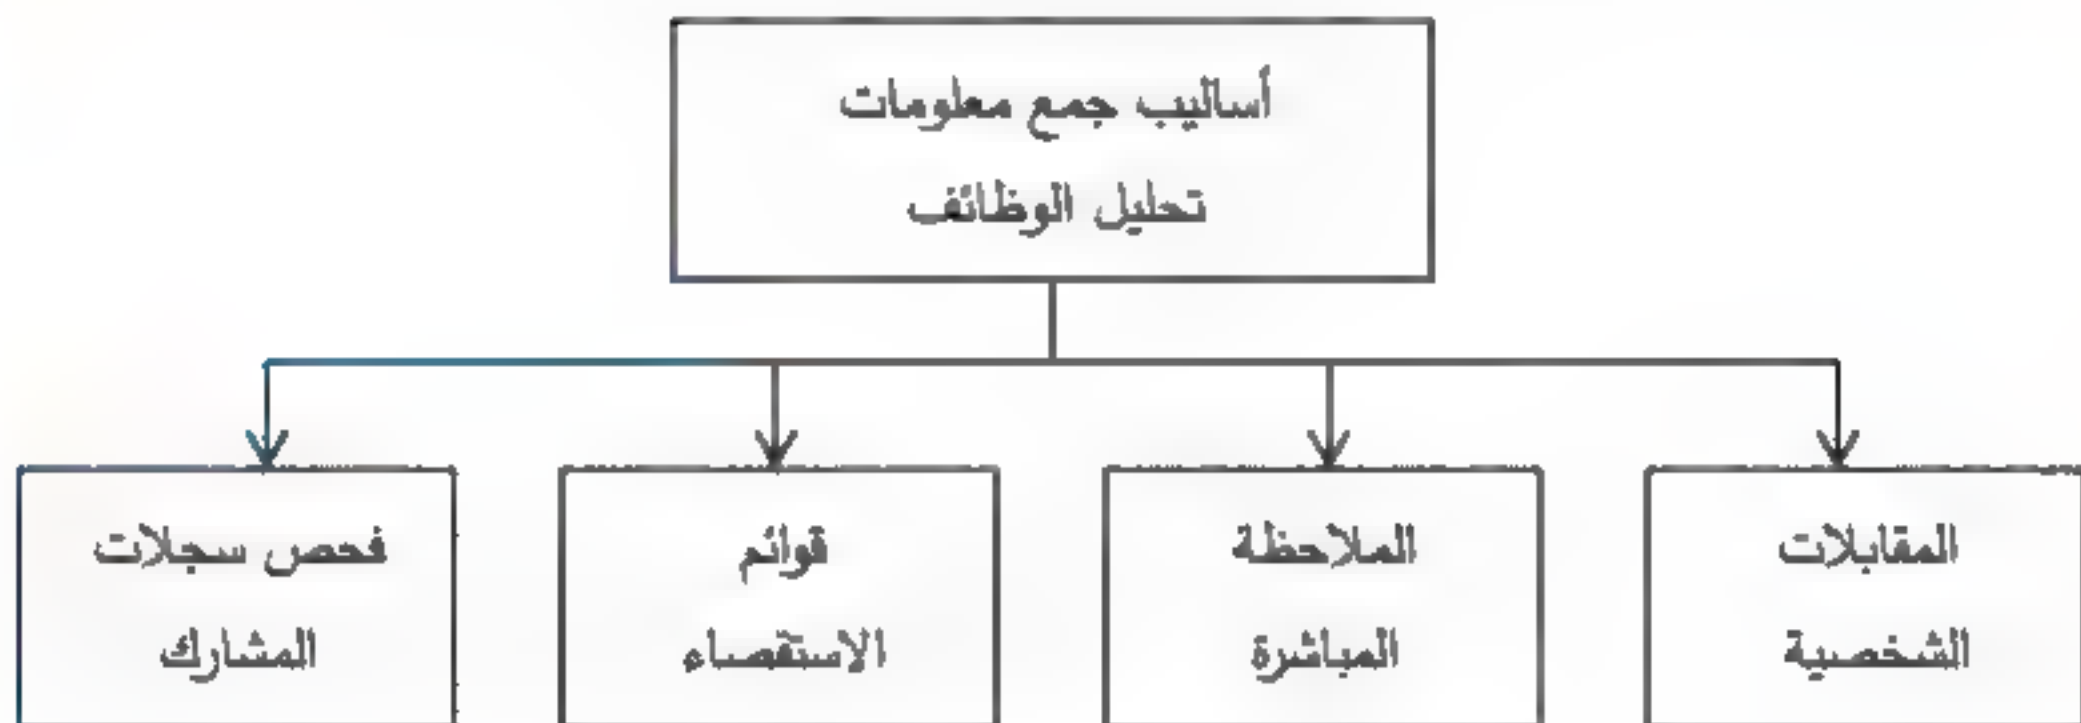 أساليب جمع معلومات
تحليل الوظائف
المقابلات
الشخصية
الملاحظة
المباشرة
قوائم
الاستقصاء
فحص سجلات
المشارك